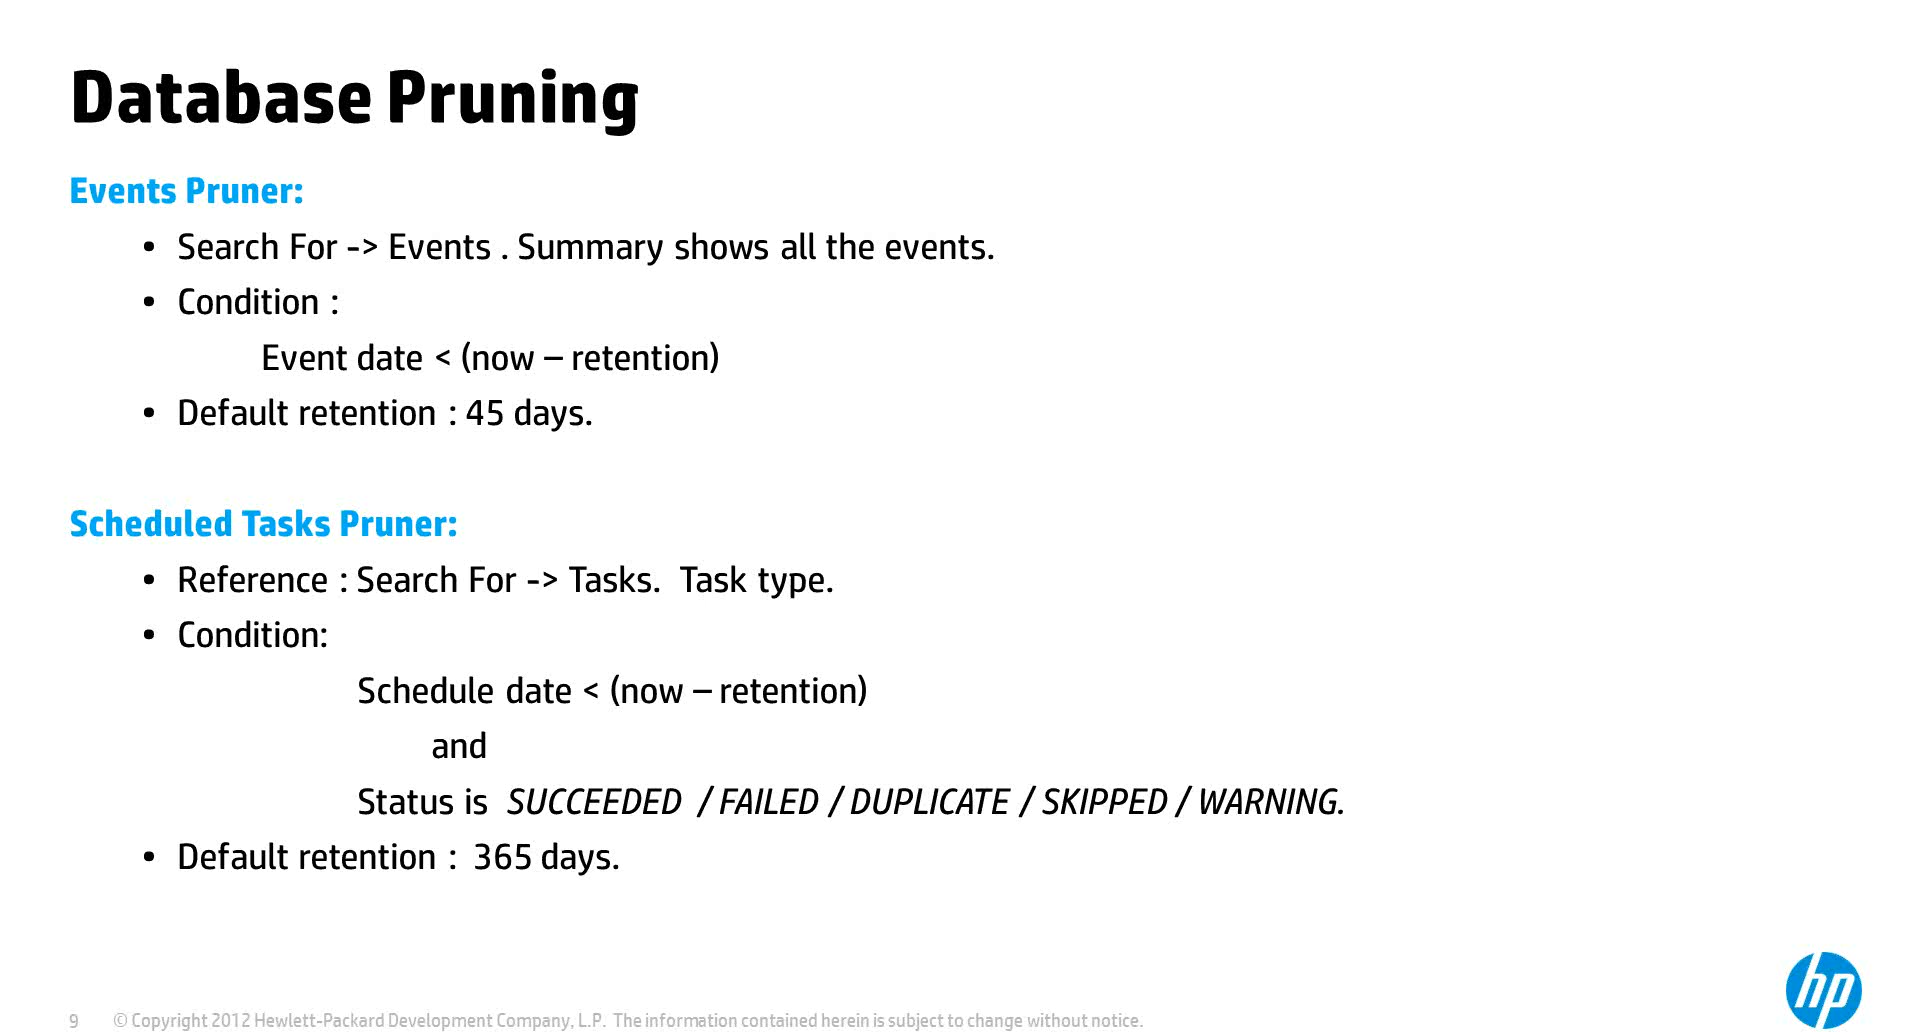 Database Pruning
Events Pruner:
• Search For -> Events . Summary shows all the events.
• Condition :
Event date < (now – retention)
• Default retention : 45 days.
Scheduled Tasks Pruner:
• Reference : Search For -> Tasks.  Task type.
• Condition:
Schedule date < (now – retention)
and
Status is  SUCCEEDED  / FAILED / DUPLICATE / SKIPPED / WARNING.
• Default retention :  365 days.
hp
9 © Copyright 2012 Hewlett-Packard Development Company, L.P.  The information contained herein is subject to change without notice.